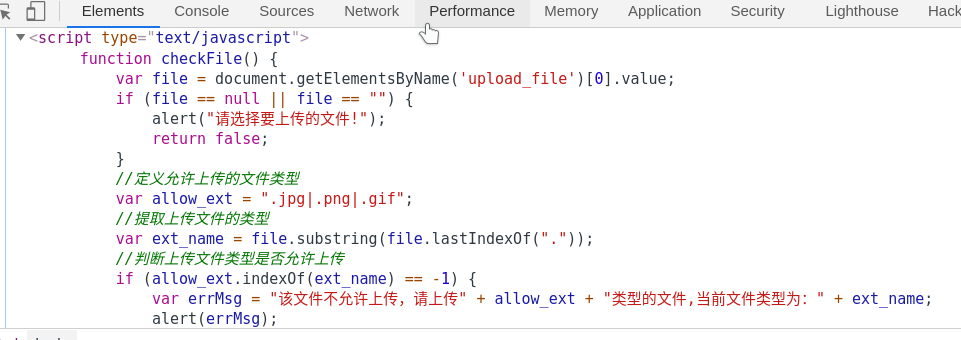 Elements Console Sources Network Performance Memory Application Security Lighthouse Hack
<script type="text/javascript">
function checkFile() {
var file = document.getElementsByName('upload_file')[0].value;
if (file == null || file == "") {
alert("请选择要上传的文件!");
return false;
}
//定义允许上传的文件类型
var allow_ext = ".jpg|.png|.gif";
//提取上传文件的类型
var ext_name = file.substring(file.lastIndexOf("."));
//判断上传文件类型是否允许上传
if (allow_ext.indexOf(ext_name) == -1) {
var errMsg = "该文件不允许上传，请上传" + allow_ext + "类型的文件,当前文件类型为：" + ext_name;
alert(errMsg);